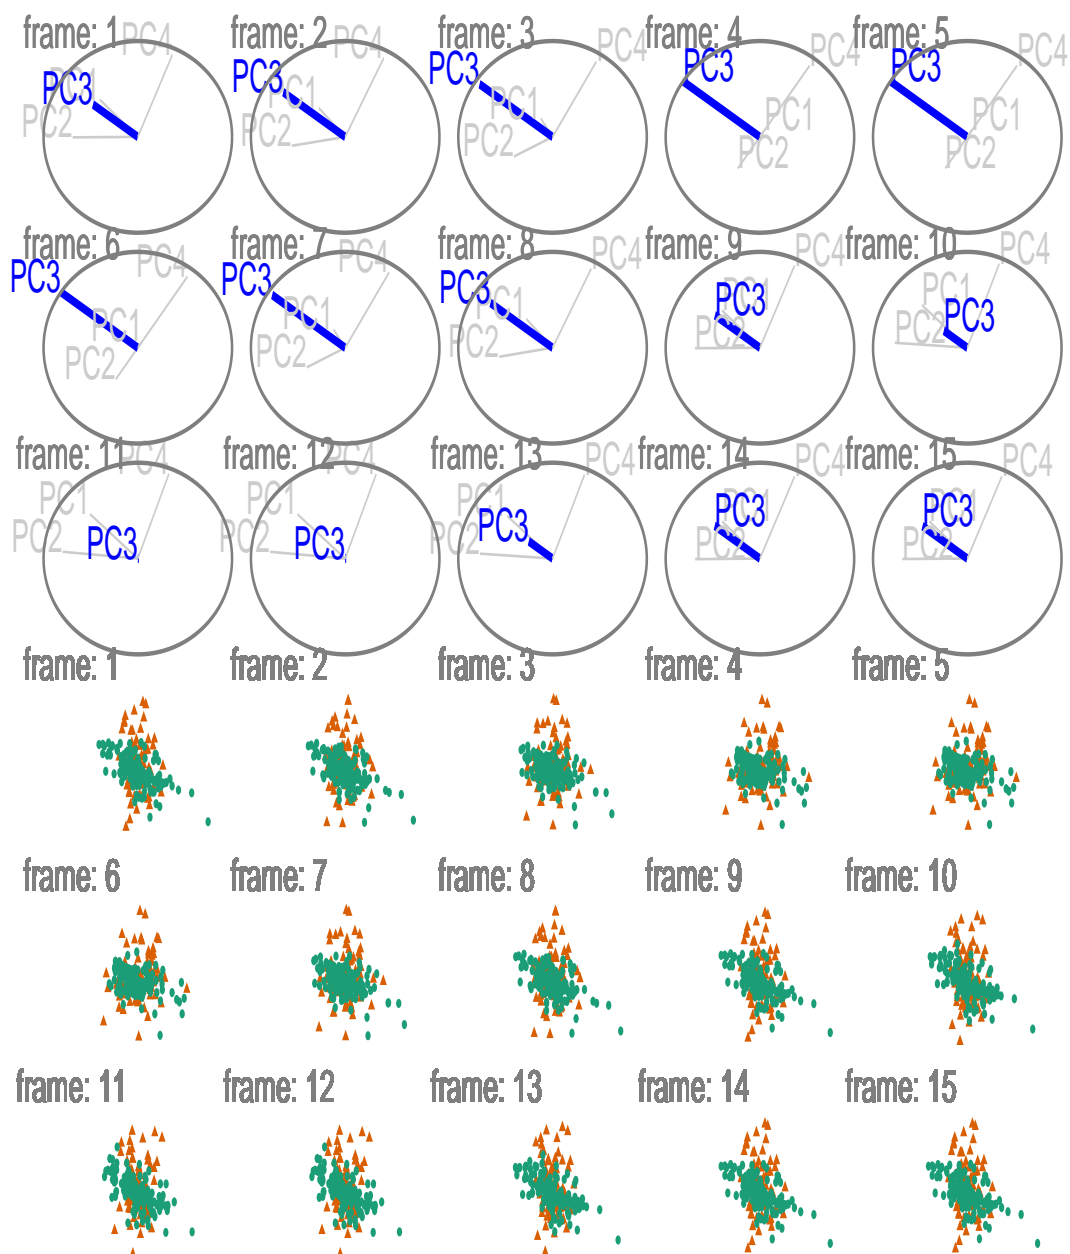 frame: 1 PC4
PC1
PC3
PC2
frame: 2 PC4
PC3
PC1
PC2
frame: 3 PC4
PC3
PC1
PC2
frame: 4 PC4
PC3
PC1
PC2
frame: 5 PC4
PC3
PC1
PC2
frame: 6 PC4
PC3
PC1
PC2
frame: 7 PC4
PC3
PC1
PC2
frame: 8 PC4
PC3
PC1
PC2
frame: 9 PC4
PC1
PC3
PC2
frame: 10 PC4
PC1
PC3
PC2
frame: 11 PC4
PC1
PC2
PC3
frame: 12 PC4
PC1
PC2
PC3
frame: 13 PC4
PC1
PC3
PC2
frame: 14 PC4
PC1
PC3
PC2
frame: 15 PC4
PC1
PC3
PC2
frame: 1
frame: 2
frame: 3
frame: 4
frame: 5
frame: 6
frame: 7
frame: 8
frame: 9
frame: 10
frame: 11
frame: 12
frame: 13
frame: 14
frame: 15